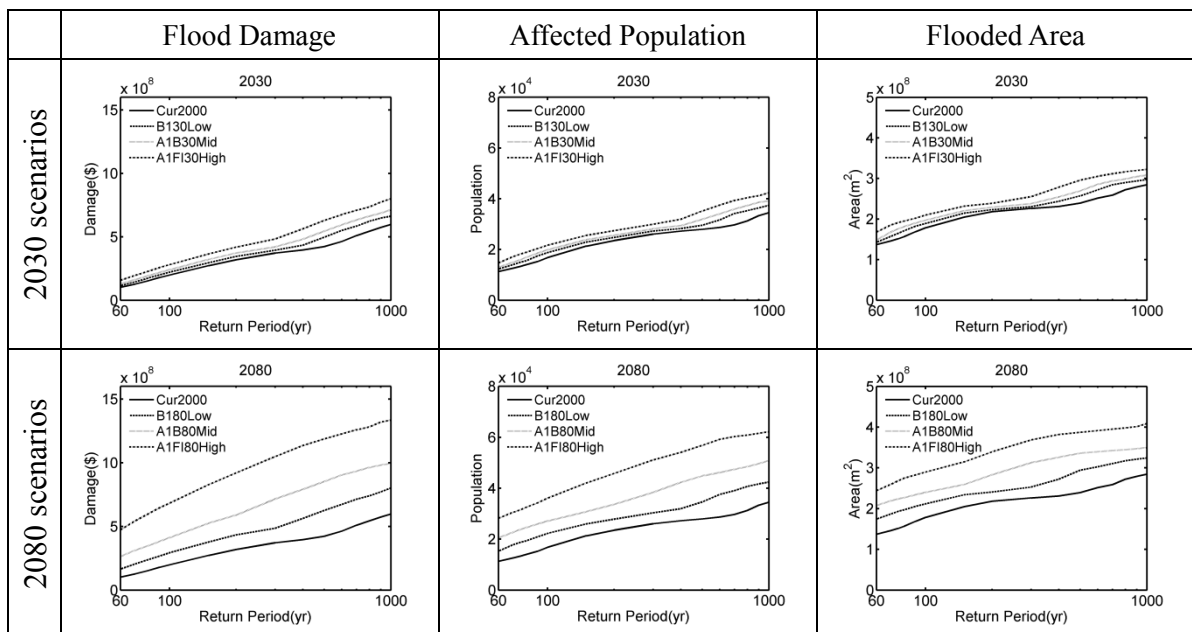 Flood Damage
Affected Population
Flooded Area
2030 scenarios
x 10^8
2030
15
10
5
0
Damage($)
Cur2000
B130Low
A1B30Mid
A1FI30High
60
100
1000
Return Period(yr)
x 10^4
2030
8
6
4
2
0
Population
Cur2000
B130Low
A1B30Mid
A1FI30High
60
100
1000
Return Period(yr)
x 10^8
2030
5
4
3
2
1
0
Area(m²)
Cur2000
B130Low
A1B30Mid
A1FI30High
60
100
1000
Return Period(yr)
2080 scenarios
x 10^8
2080
15
10
5
0
Damage($)
Cur2000
B180Low
A1B80Mid
A1FI80High
60
100
1000
Return Period(yr)
x 10^4
2080
8
6
4
2
0
Population
Cur2000
B180Low
A1B80Mid
A1FI80High
60
100
1000
Return Period(yr)
x 10^8
2080
5
4
3
2
1
0
Area(m²)
Cur2000
B180Low
A1B80Mid
A1FI80High
60
100
1000
Return Period(yr)